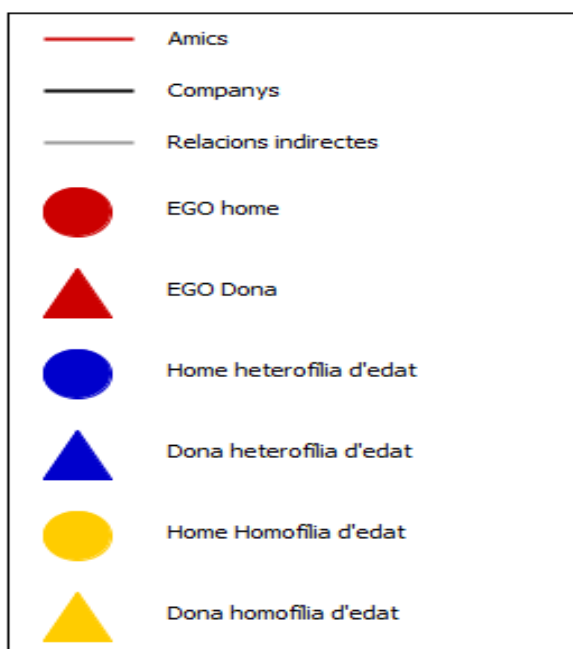 Amics
Companys
Relacions indirectes
EGO home
EGO Dona
Home heterofília d'edat
Dona heterofília d'edat
Home Homofília d'edat
Dona homofília d'edat